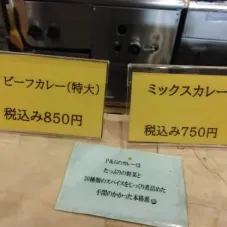 ビーフカレー(特大)
税込み850円
ミックスカレー
税込み750円
P&Gのカレーは
たっぷりの野菜と
20種類のスパイスをじっくり煮詰めた
手間のかかった本格派